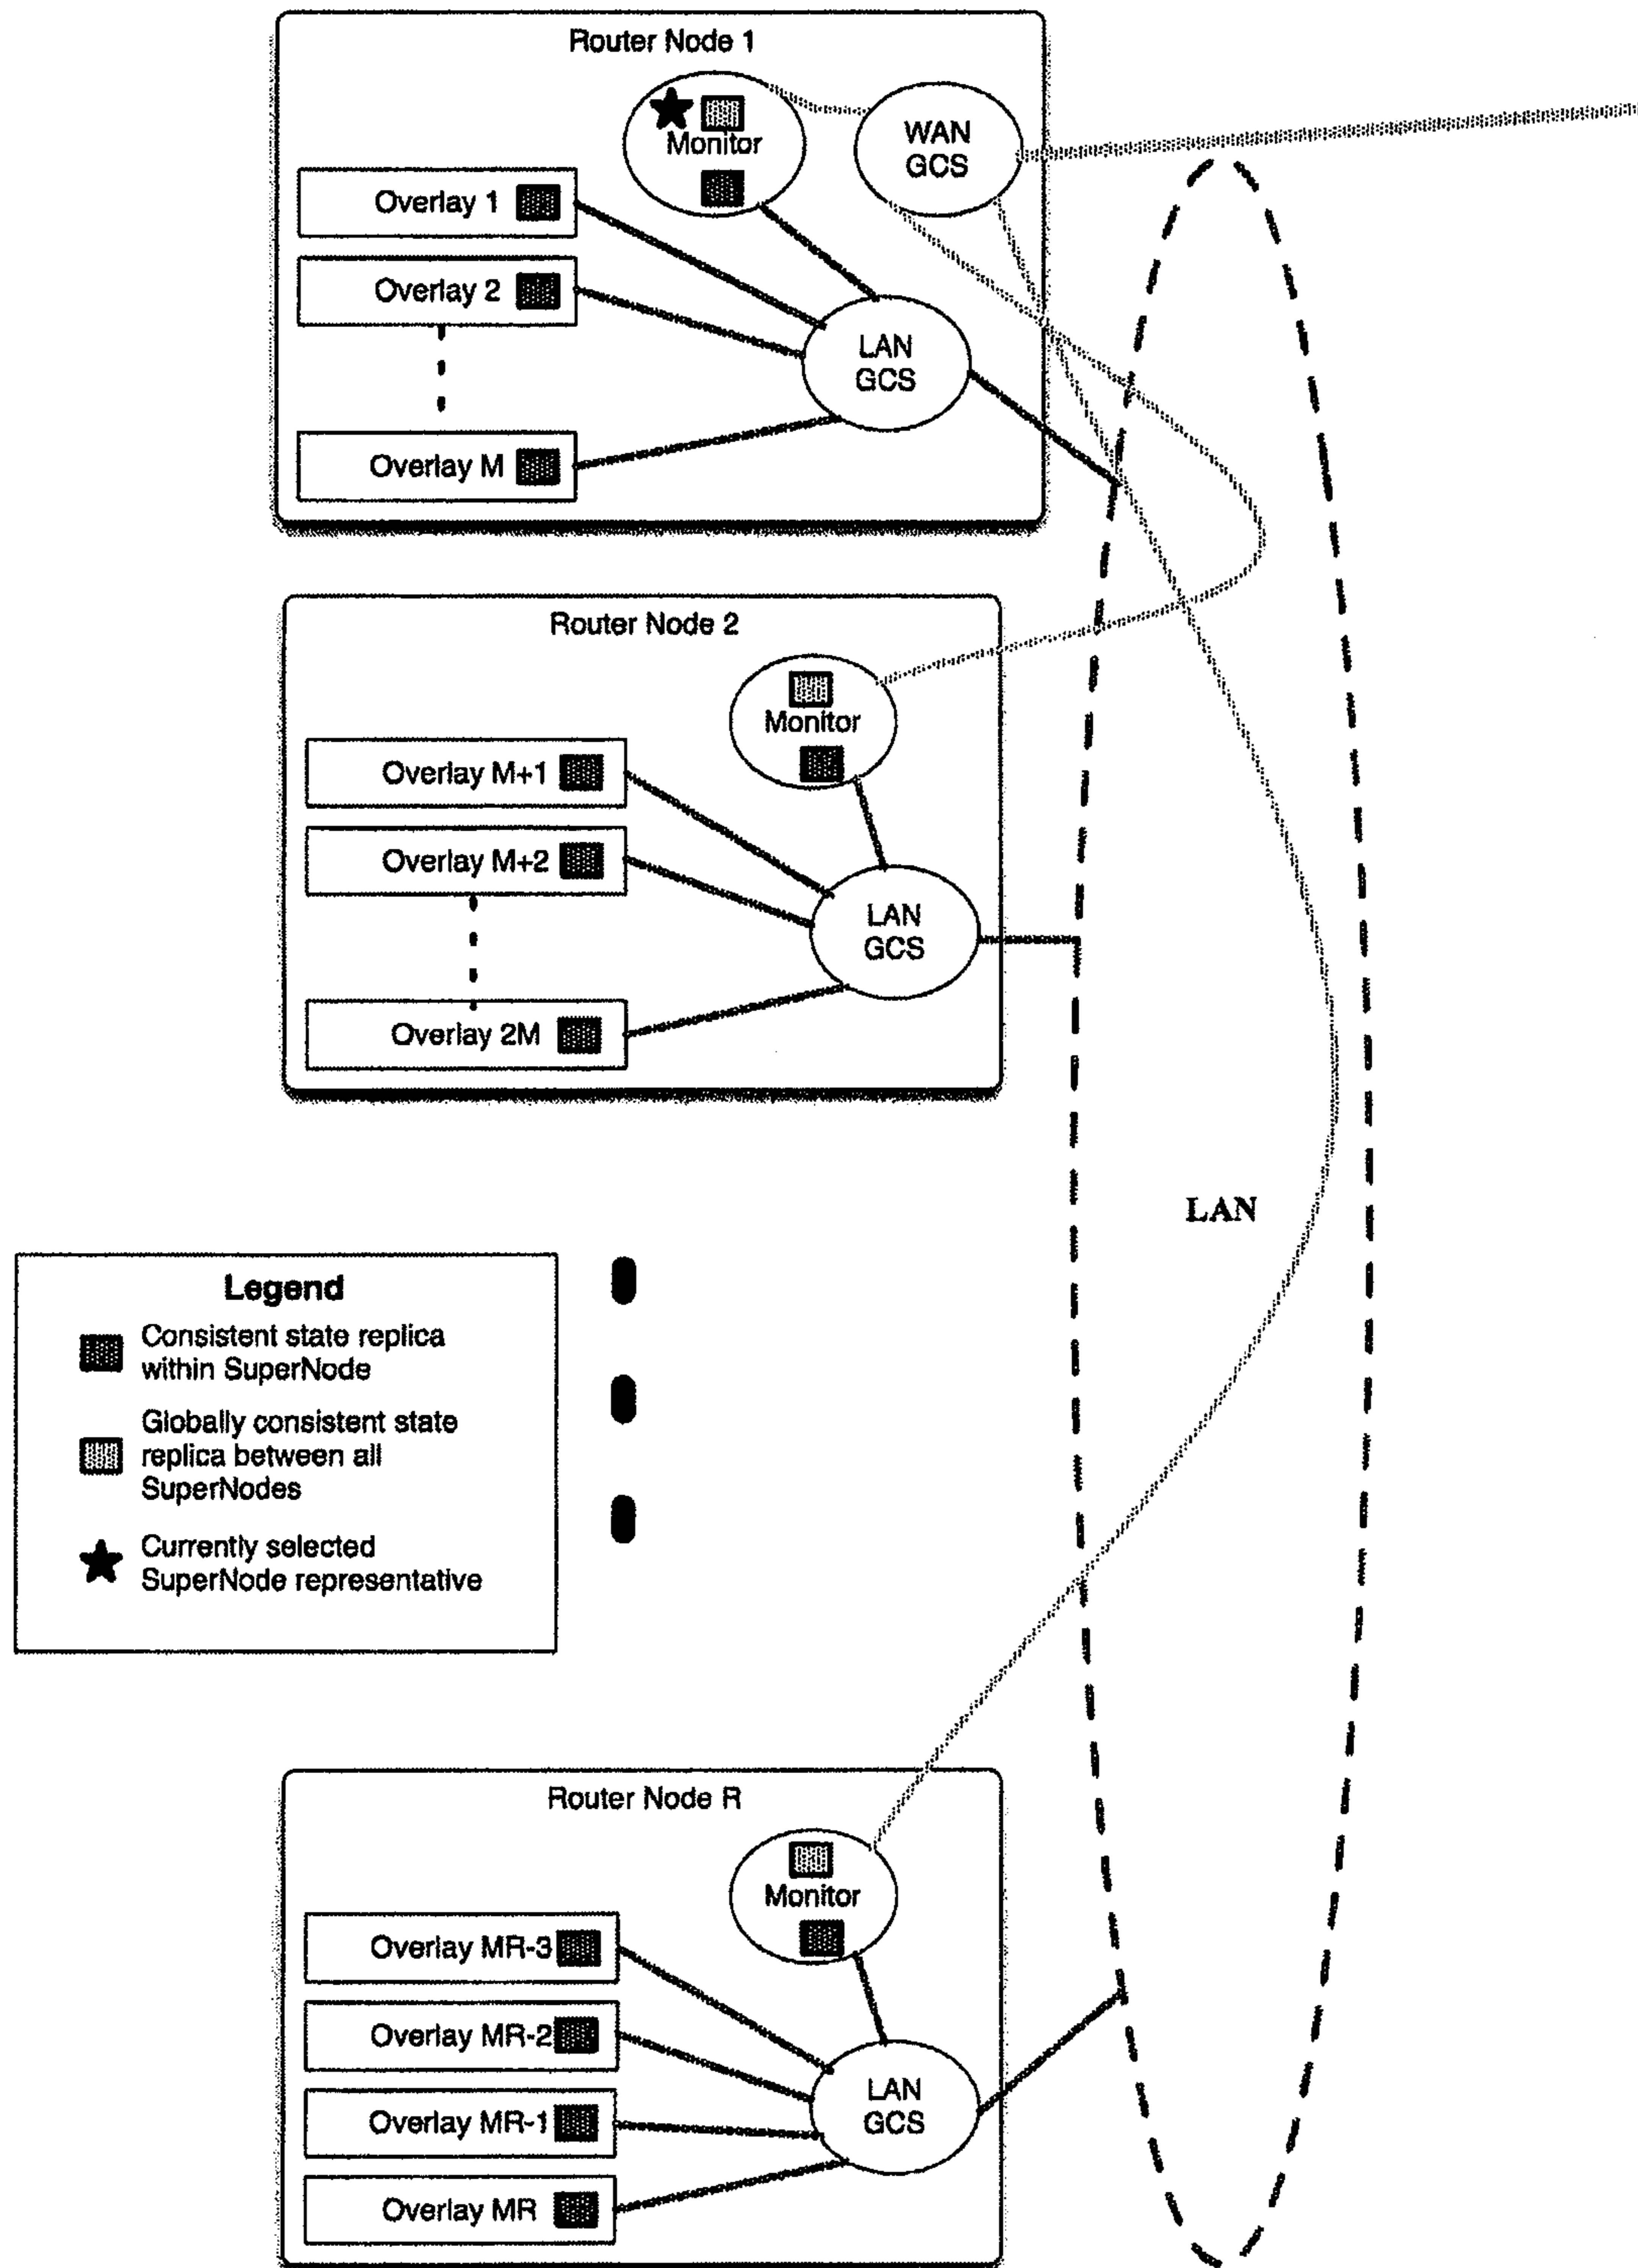 Router Node 1
Monitor
WAN
GCS
Overlay 1
Overlay 2
LAN
GCS
Overlay M
Router Node 2
Monitor
Overlay M+1
Overlay M+2
LAN
GCS
Overlay 2M
LAN
Legend
Consistent state replica
within SuperNode
Globally consistent state
replica between all
SuperNodes
Currently selected
SuperNode representative
Router Node R
Monitor
Overlay MR-3
Overlay MR-2
LAN
GCS
Overlay MR-1
Overlay MR